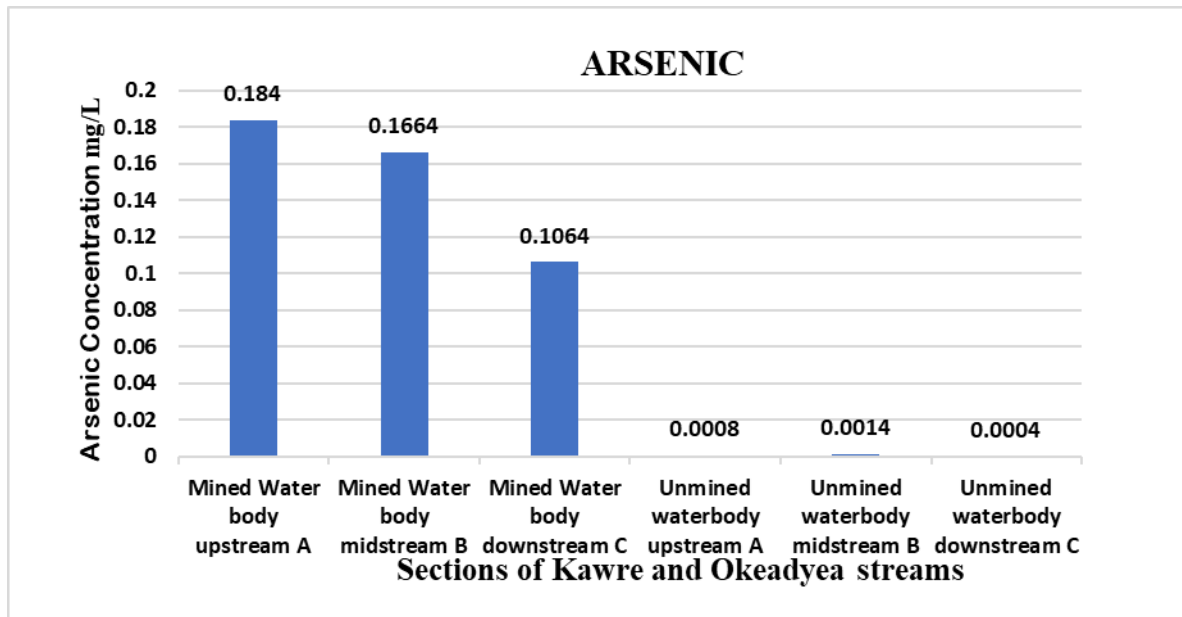 ARSENIC
Arsenic Concentration mg/L
0.2
0.18
0.16
0.14
0.12
0.1
0.08
0.06
0.04
0.02
0
0.184
0.1664
0.1064
0.0008
0.0014
0.0004
Mined Water
body
upstream A
Mined Water
body
midstream B
Mined Water
body
downstream C
Unmined
waterbody
upstream A
Unmined
waterbody
midstream B
Unmined
waterbody
downstream C
Sections of Kawre and Okeadyea streams